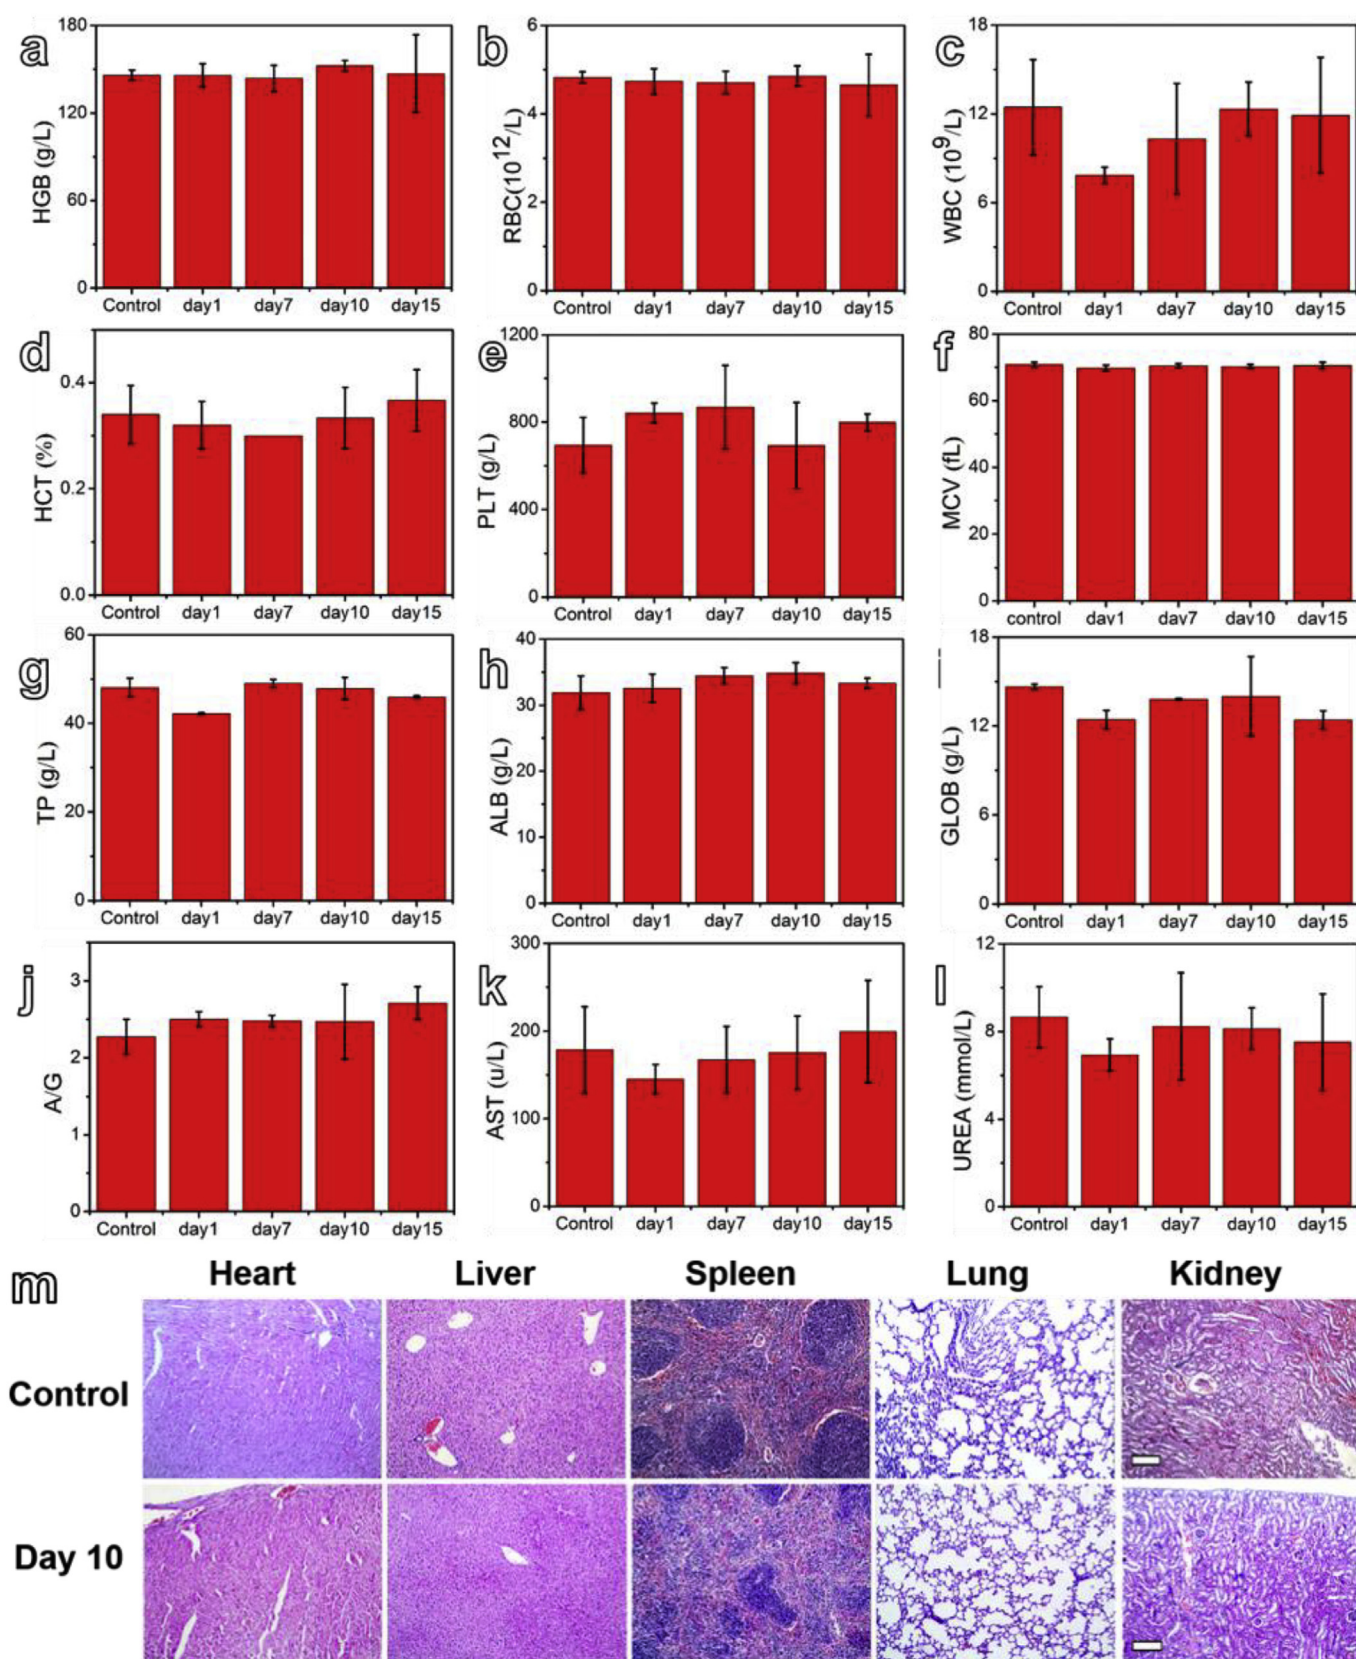 a
HGB (g/L)
180
120
60
0
Control day1 day7 day10 day15
b
RBC(10^12/L)
6
4
2
0
Control day1 day7 day10 day15
c
WBC (10^9/L)
18
12
6
0
Control day1 day7 day10 day15
d
HCT (%)
0.4
0.2
0.0
Control day1 day7 day10 day15
e
PLT (g/L)
1200
800
400
0
Control day1 day7 day10 day15
f
MCV (fL)
80
60
40
20
0
control day1 day7 day10 day15
g
TP (g/L)
60
40
20
0
Control day1 day7 day10 day15
h
ALB (g/L)
40
30
20
10
0
Control day1 day7 day10 day15
i
GLOB (g/L)
18
12
6
0
Control day1 day7 day10 day15
j
A/G
3
2
1
0
Control day1 day7 day10 day15
k
AST (u/L)
300
200
100
0
Control day1 day7 day10 day15
l
UREA (mmol/L)
12
8
4
0
Control day1 day7 day10 day15
m
Heart Liver Spleen Lung Kidney
Control
Day 10